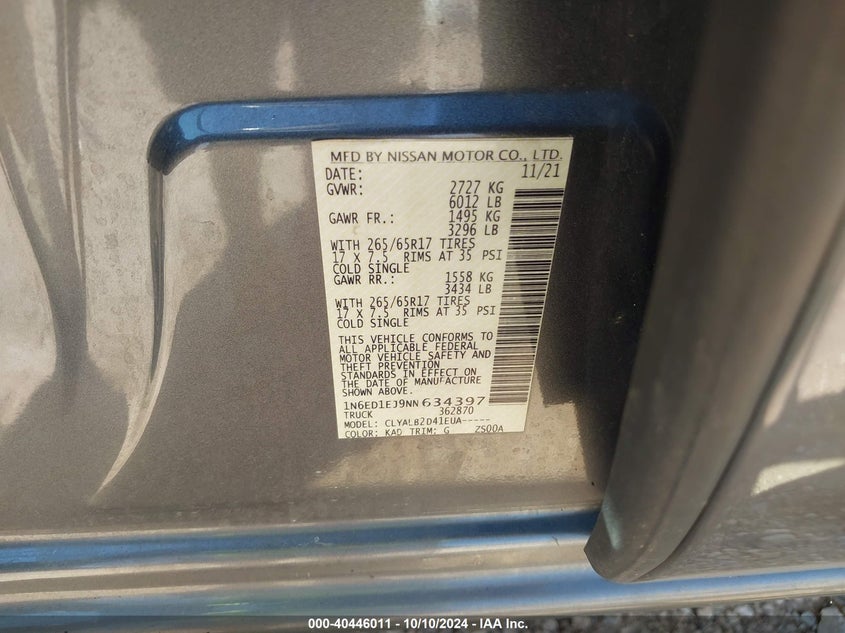 MFD BY NISSAN MOTOR CO., LTD.
DATE: 11/21
GVWR: 2727 KG
6012 LB
GAWR FR.: 1495 KG
3296 LB
WITH 265/65R17 TIRES
17 X 7.5 RIMS AT 35 PSI
COLD SINGLE
GAWR RR.: 1558 KG
3434 LB
WITH 265/65R17 TIRES
17 X 7.5 RIMS AT 35 PSI
COLD SINGLE
THIS VEHICLE CONFORMS TO
ALL APPLICABLE FEDERAL
MOTOR VEHICLE SAFETY AND
THEFT PREVENTION
STANDARDS IN EFFECT ON
THE DATE OF MANUFACTURE
SHOWN ABOVE.
1N6ED1EJ9NN634397
TRUCK 362870
MODEL: CLYALB2D41EUA-----
COLOR: KAD TRIM: G ZS00A
000-40446011 - 10/10/2024 - IAA Inc.